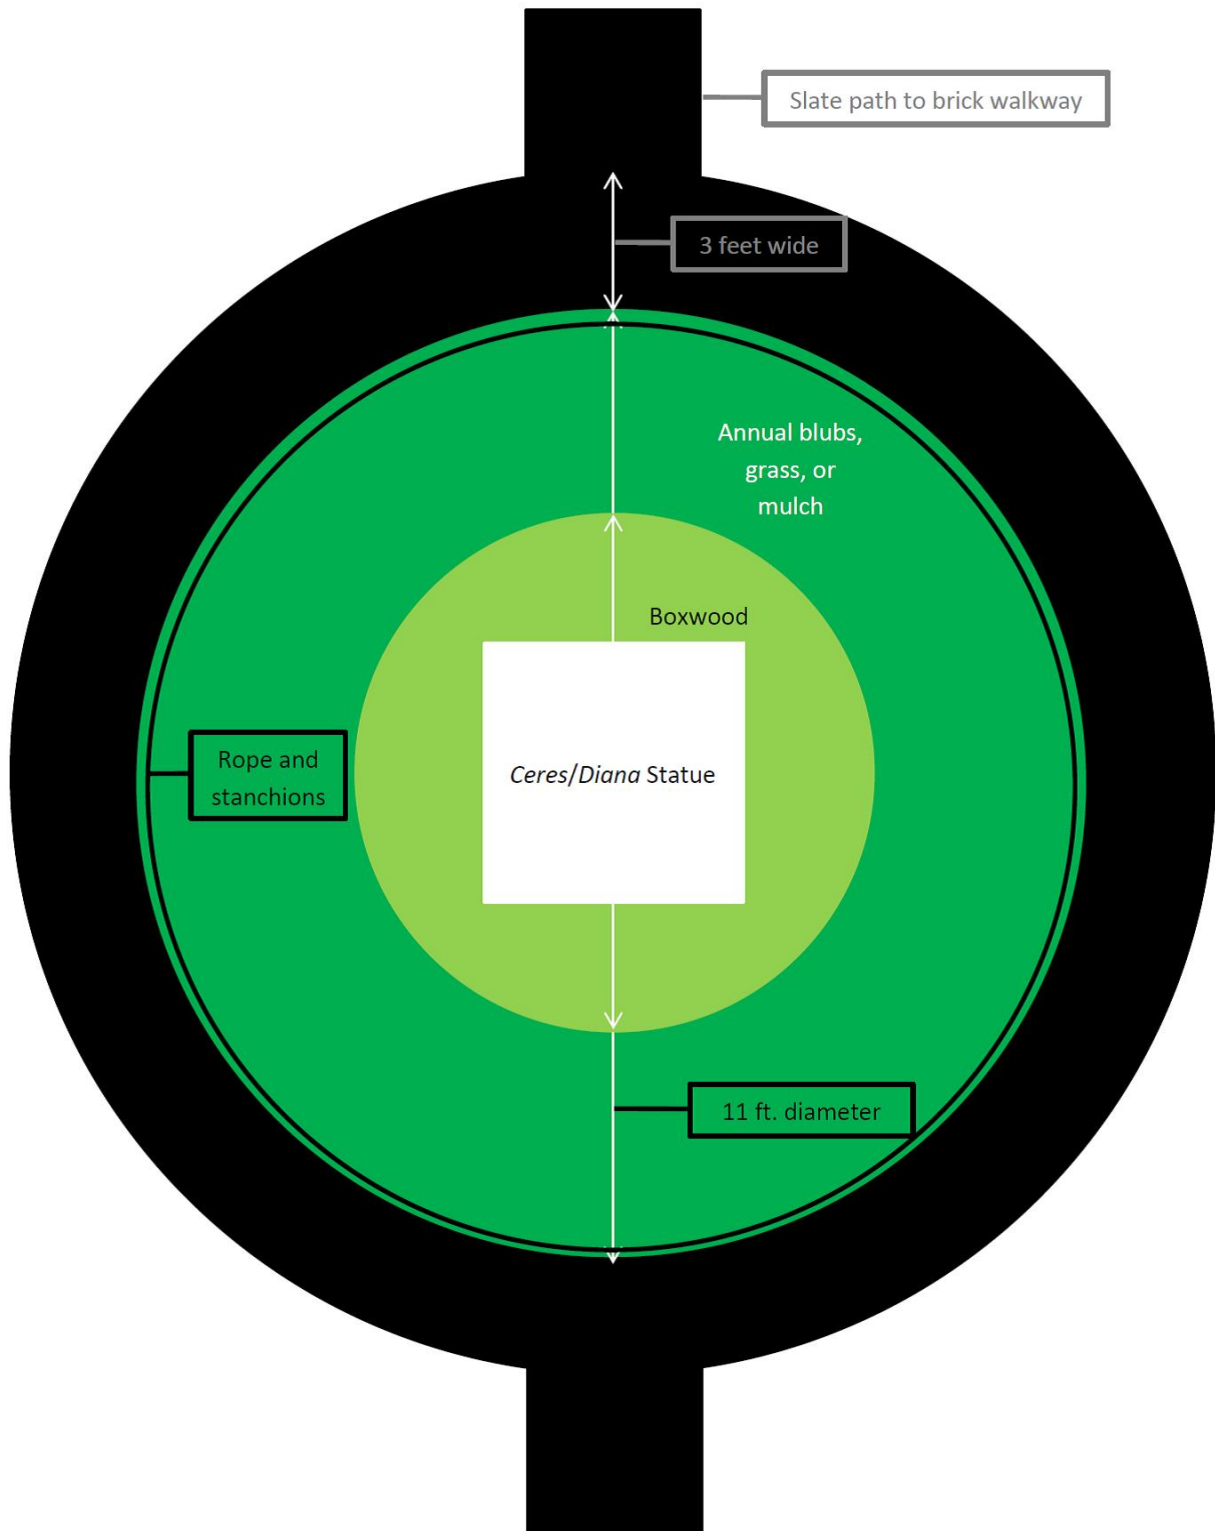 Slate path to brick walkway
3 feet wide
Annual blubs,
grass, or
mulch
Boxwood
Rope and
stanchions
Ceres/Diana Statue
11 ft. diameter